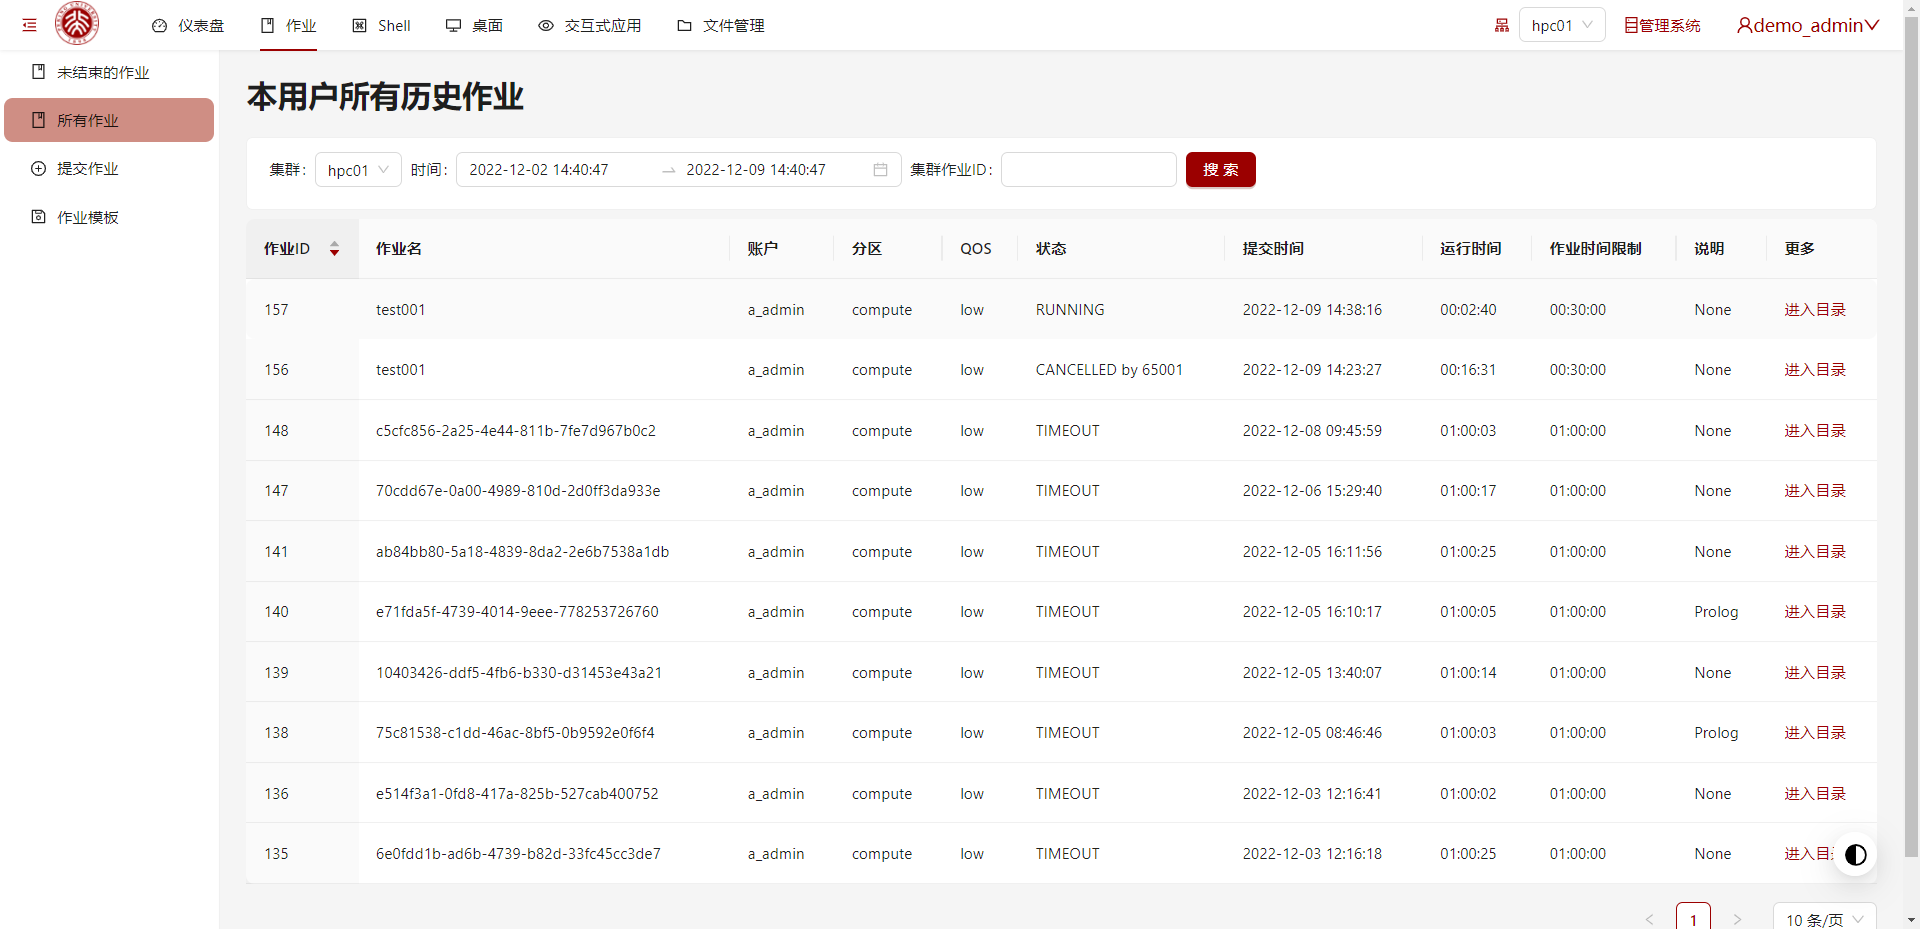 仪表盘 作业 Shell 桌面 交互式应用 文件管理 hpc01 管理系统 demo_admin
未结束的作业
所有作业
提交作业
作业模板
本用户所有历史作业
集群: hpc01 时间: 2022-12-02 14:40:47 2022-12-09 14:40:47 集群作业ID: 搜 索
作业ID 作业名 账户 分区 QOS 状态 提交时间 运行时间 作业时间限制 说明 更多
157 test001 a_admin compute low RUNNING 2022-12-09 14:38:16 00:02:40 00:30:00 None 进入目录
156 test001 a_admin compute low CANCELLED by 65001 2022-12-09 14:23:27 00:16:31 00:30:00 None 进入目录
148 c5cfc856-2a25-4e44-811b-7fe7d967b0c2 a_admin compute low TIMEOUT 2022-12-08 09:45:59 01:00:03 01:00:00 None 进入目录
147 70cdd67e-0a00-4989-810d-2d0ff3da933e a_admin compute low TIMEOUT 2022-12-06 15:29:40 01:00:17 01:00:00 None 进入目录
141 ab84bb80-5a18-4839-8da2-2e6b7538a1db a_admin compute low TIMEOUT 2022-12-05 16:11:56 01:00:25 01:00:00 None 进入目录
140 e71fda5f-4739-4014-9eee-778253726760 a_admin compute low TIMEOUT 2022-12-05 16:10:17 01:00:05 01:00:00 Prolog 进入目录
139 10403426-ddf5-4fb6-b330-d31453e43a21 a_admin compute low TIMEOUT 2022-12-05 13:40:07 01:00:14 01:00:00 None 进入目录
138 75c81538-c1dd-46ac-8bf5-0b9592e0f6f4 a_admin compute low TIMEOUT 2022-12-05 08:46:46 01:00:03 01:00:00 Prolog 进入目录
136 e514f3a1-0fd8-417a-825b-527cab400752 a_admin compute low TIMEOUT 2022-12-03 12:16:41 01:00:02 01:00:00 None 进入目录
135 6e0fdd1b-ad6b-4739-b82d-33fc45cc3de7 a_admin compute low TIMEOUT 2022-12-03 12:16:18 01:00:25 01:00:00 None 进入目
1 10 条/页